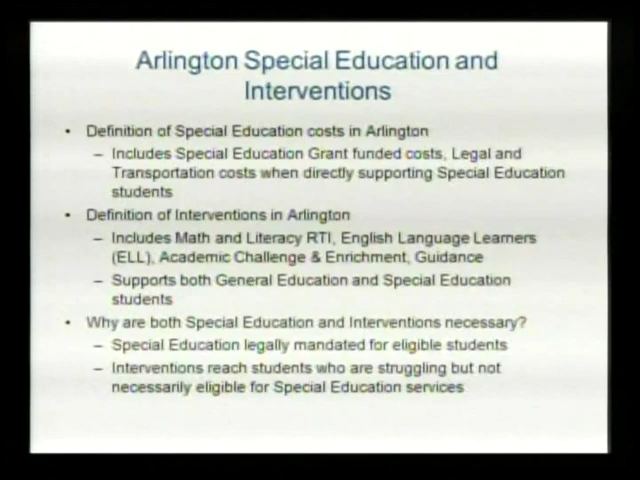 Arlington Special Education and
Interventions
• Definition of Special Education costs in Arlington
– Includes Special Education Grant funded costs, Legal and
Transportation costs when directly supporting Special Education
students
• Definition of Interventions in Arlington
– Includes Math and Literacy RTI, English Language Learners
(ELL), Academic Challenge & Enrichment, Guidance
– Supports both General Education and Special Education
students
• Why are both Special Education and Interventions necessary?
– Special Education legally mandated for eligible students
– Interventions reach students who are struggling but not
necessarily eligible for Special Education services